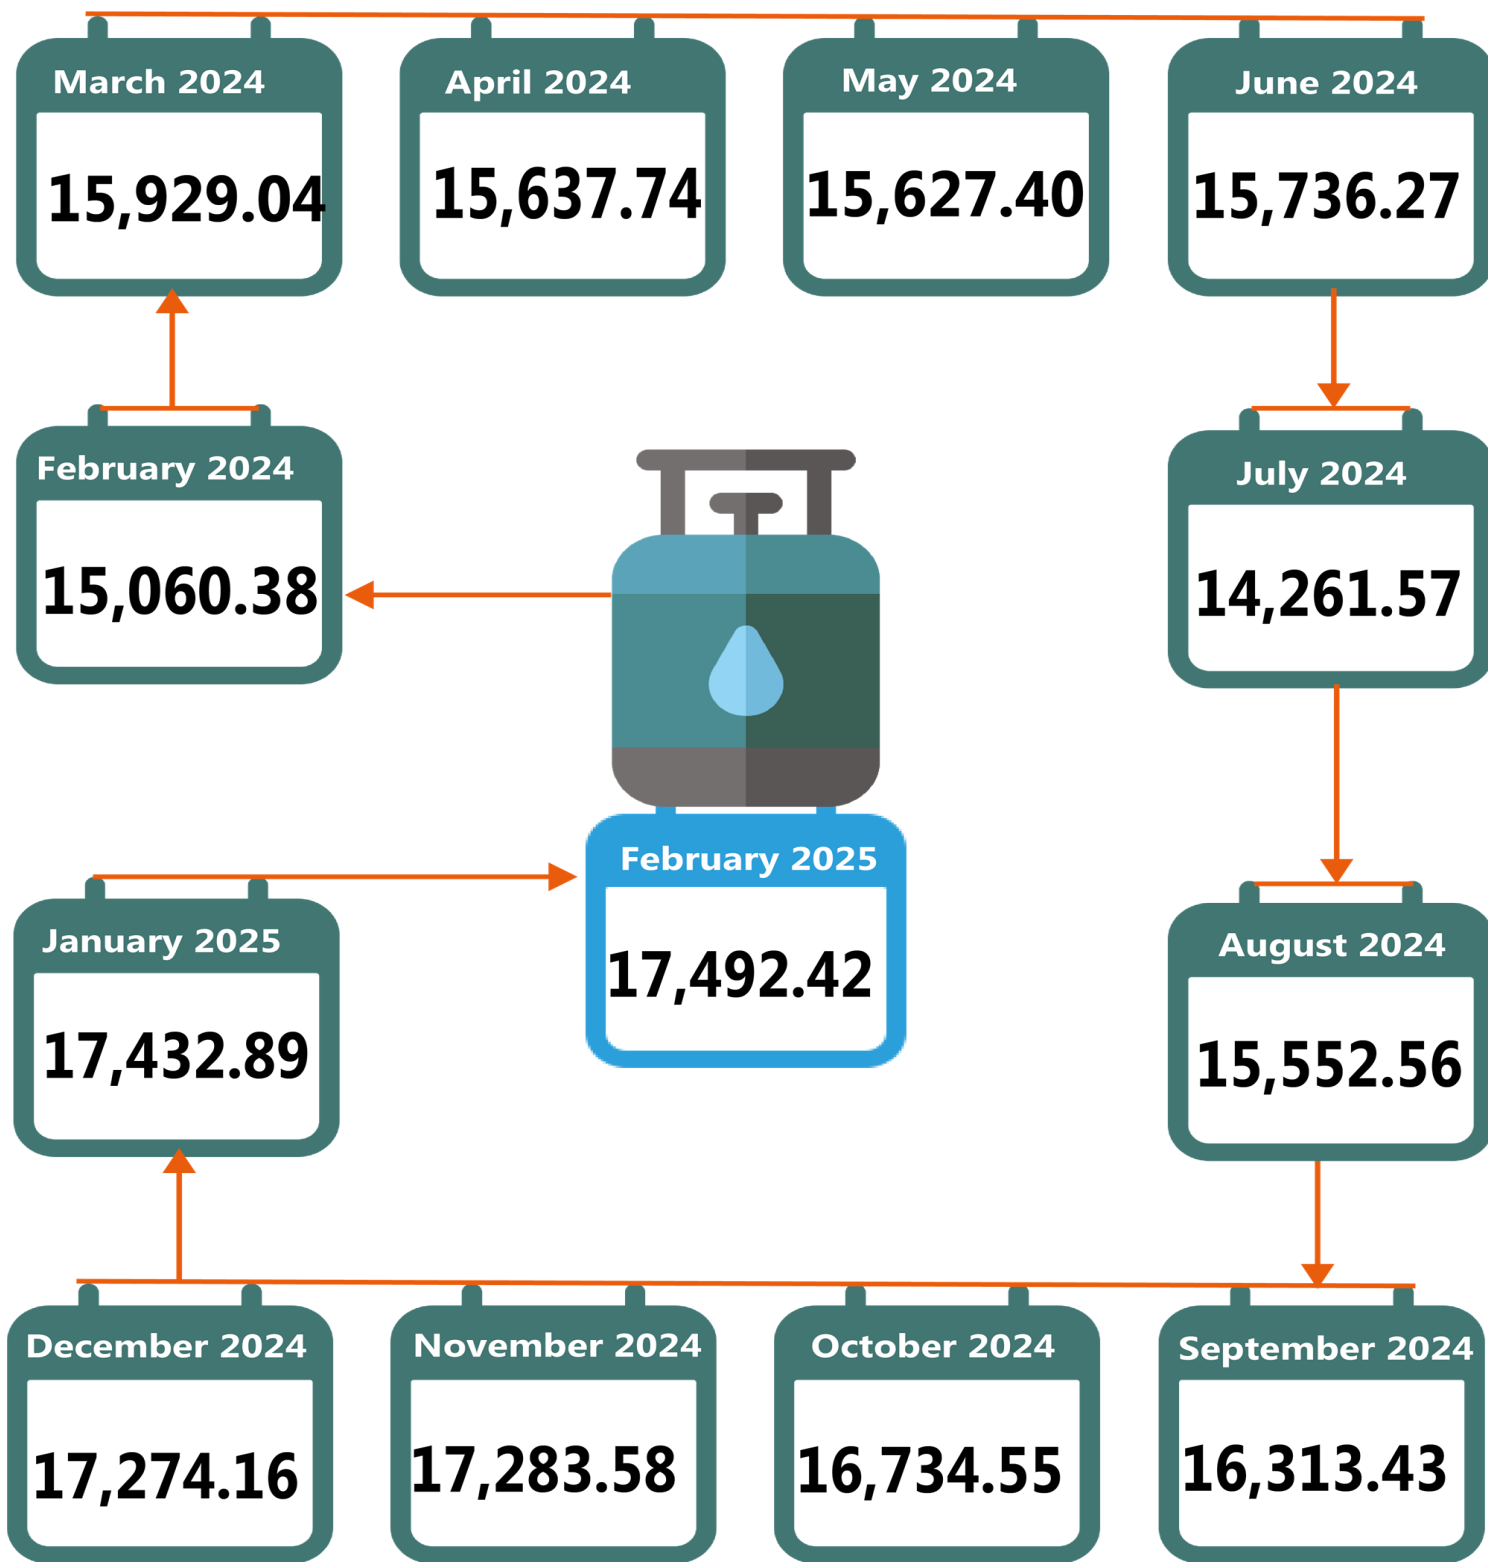 March 2024
15,929.04
April 2024
15,637.74
May 2024
15,627.40
June 2024
15,736.27
February 2024
15,060.38
July 2024
14,261.57
January 2025
17,432.89
February 2025
17,492.42
August 2024
15,552.56
December 2024
17,274.16
November 2024
17,283.58
October 2024
16,734.55
September 2024
16,313.43